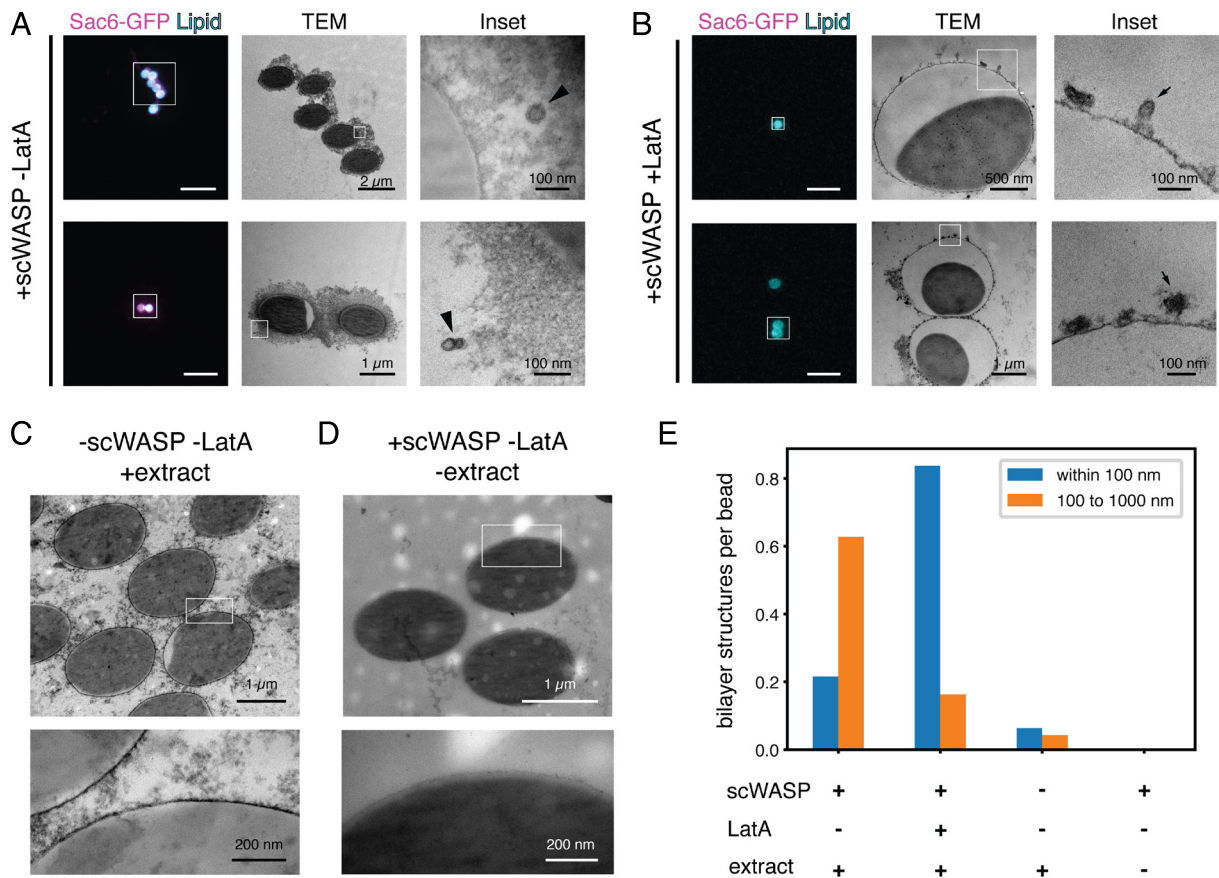 A
Sac6-GFP Lipid
TEM
Inset
+scWASP -LatA
2 µm
100 nm
1 µm
100 nm
B
Sac6-GFP Lipid
TEM
Inset
+scWASP +LatA
500 nm
100 nm
1 µm
100 nm
C
-scWASP -LatA
+extract
1 µm
200 nm
D
+scWASP -LatA
-extract
1 µm
200 nm
E
bilayer structures per bead
0.8
0.6
0.4
0.2
0.0
within 100 nm
100 to 1000 nm
scWASP + + - +
LatA - + - -
extract + + + -